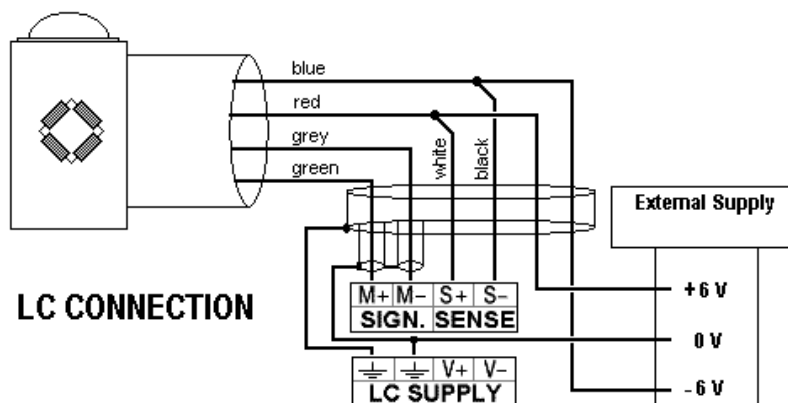 blue
red
grey
green
white
black
External Supply
LC CONNECTION
M+ M- S+ S-
SIGN. SENSE
+6 V
0 V
V+ V-
LC SUPPLY
-6 V